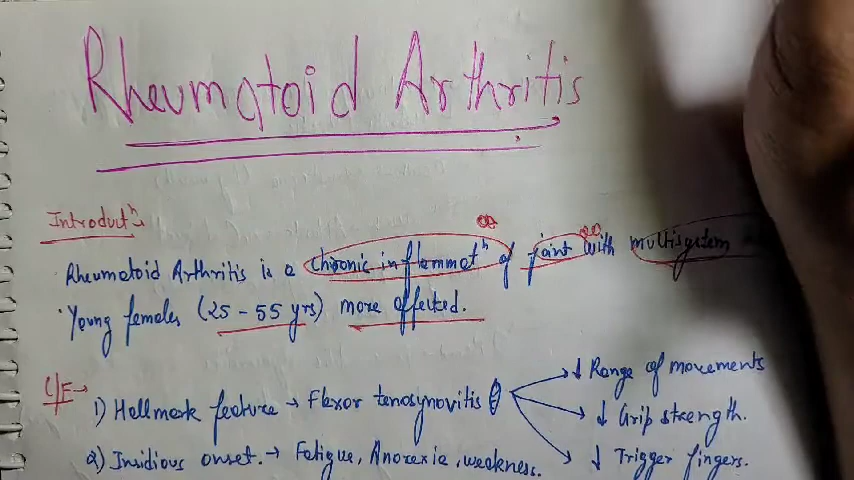 Rheumatoid Arthritis
Introductⁿ:-
Rheumatoid Arthritis is a chronic inflammatⁿ of joint with multisystem
Young females (25 - 55 yrs) more affected.
C/F →
1) Hallmark feature → Flexor tenosynovitis
↓ Range of movements
↓ Grip strength.
↓ Trigger fingers.
2) Insidious onset. → Fatigue, Anorexia, weakness.